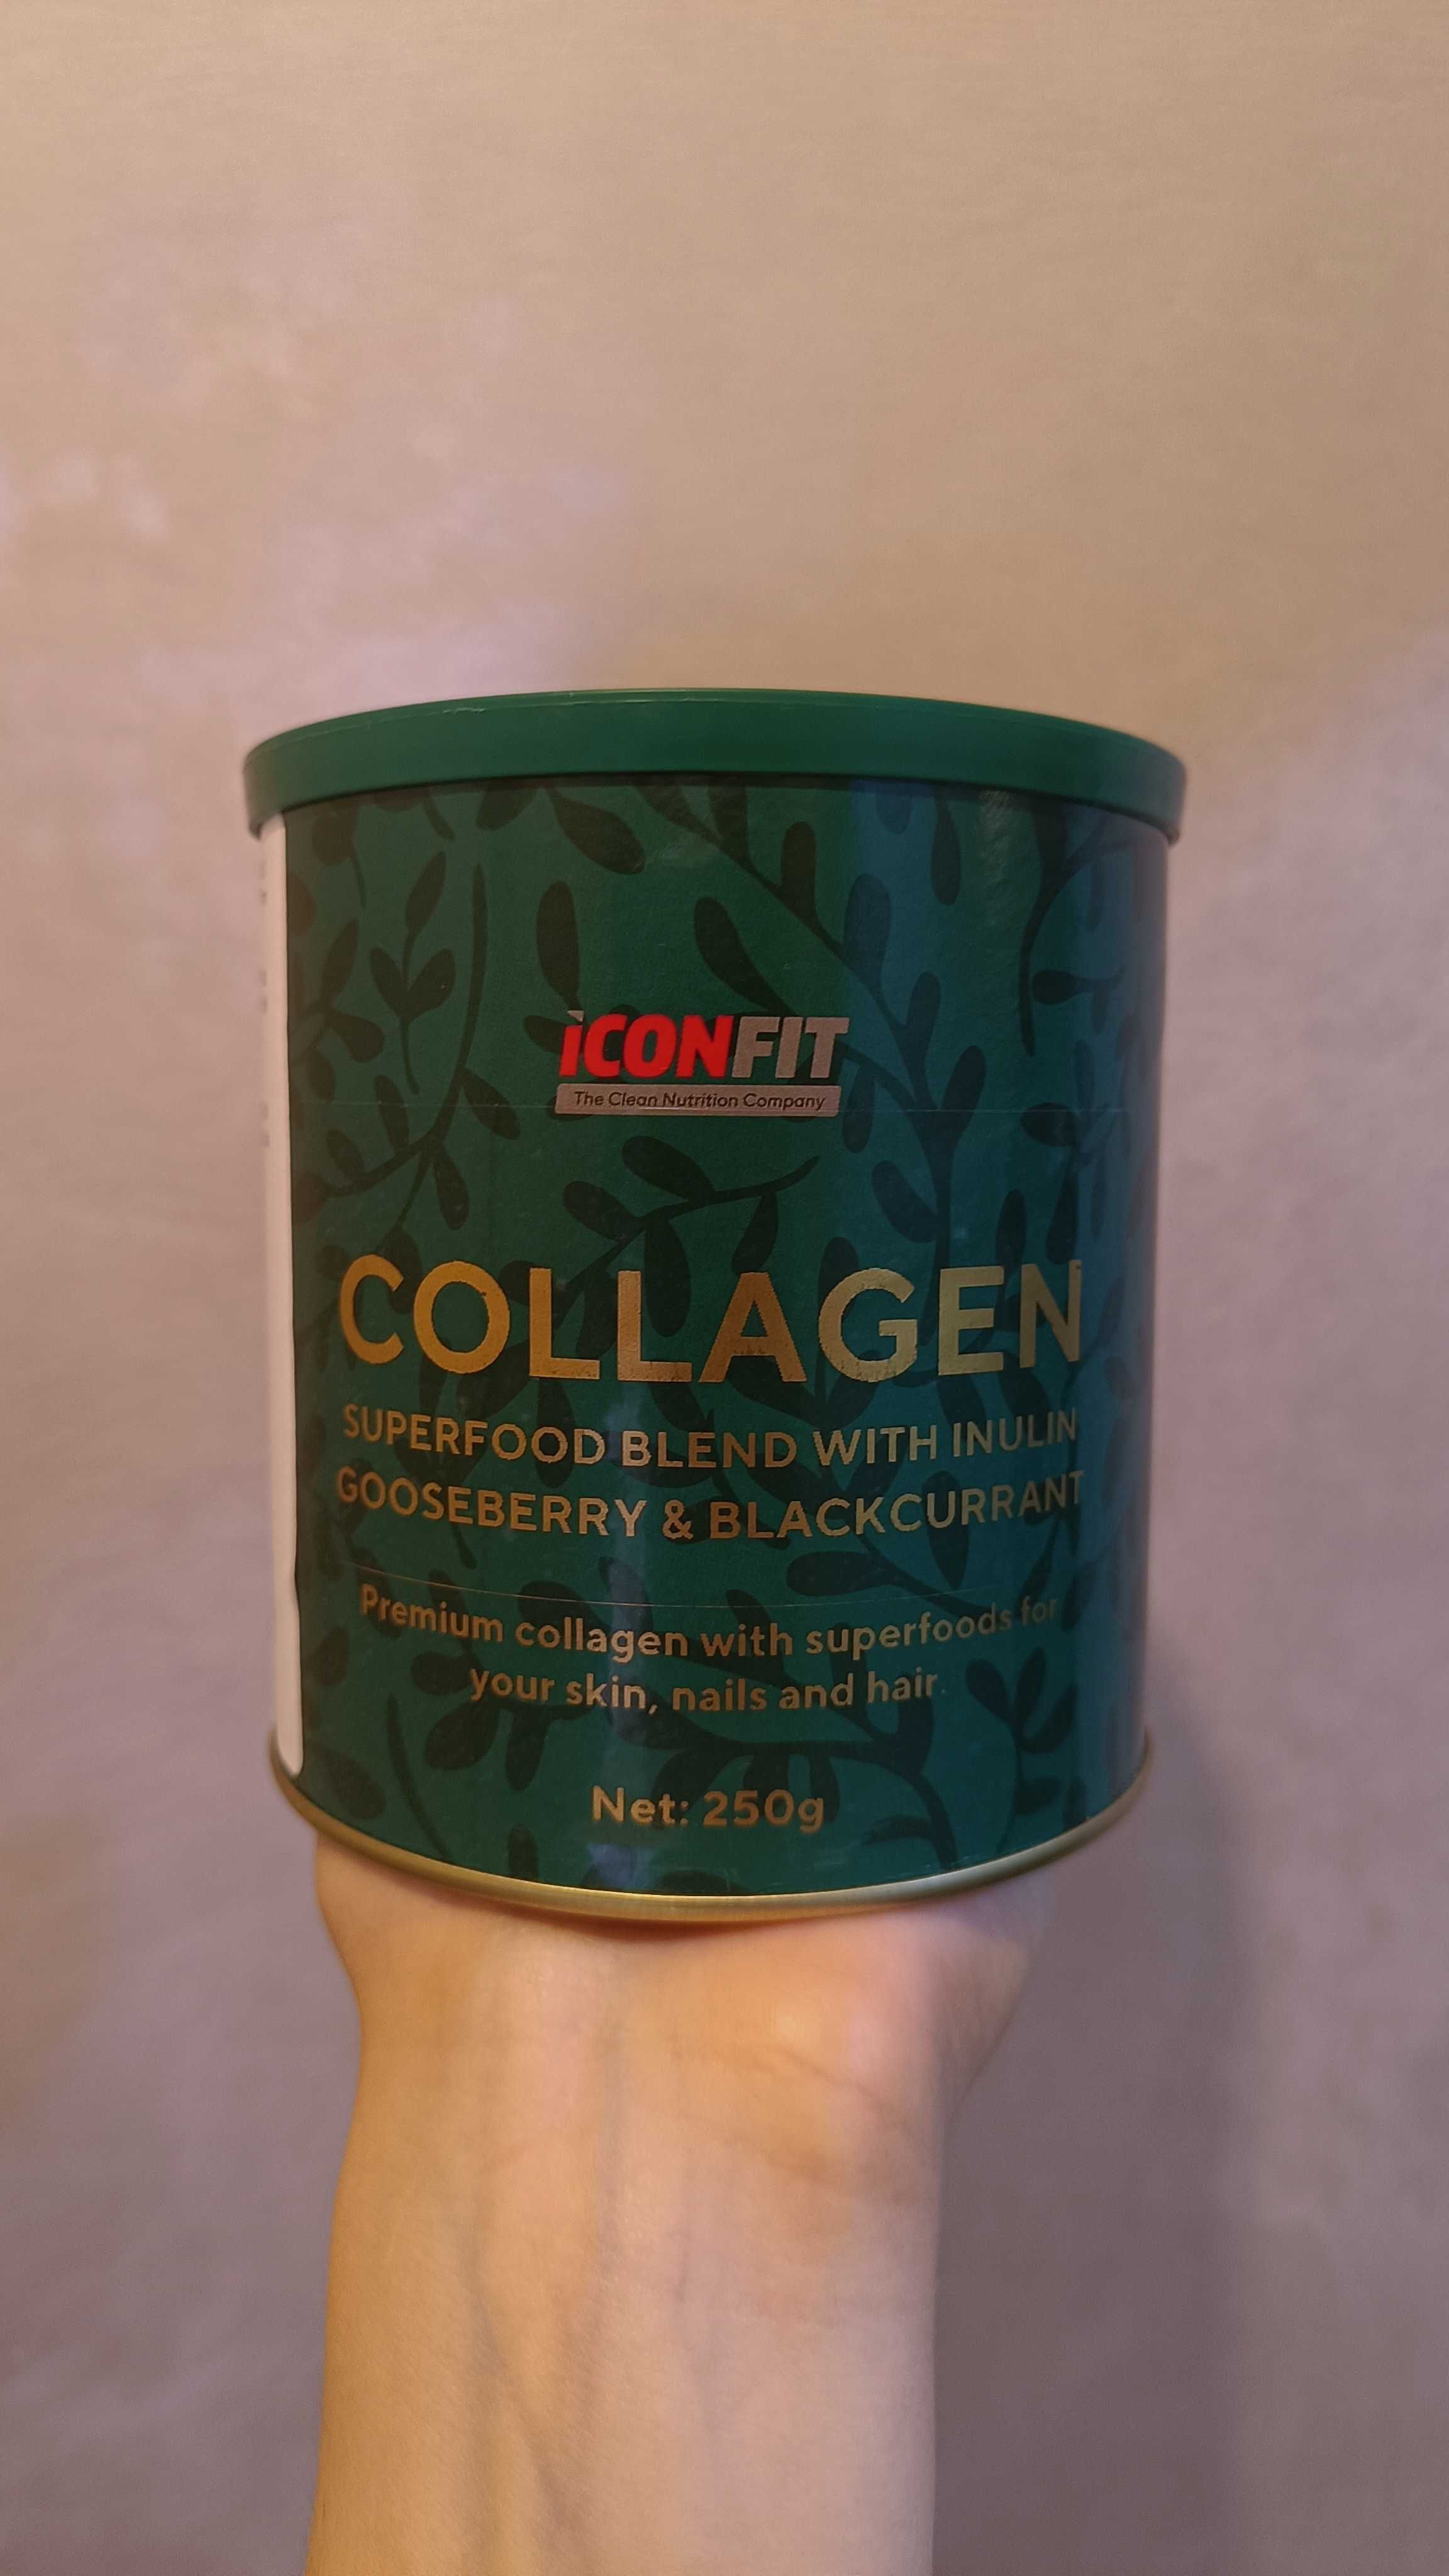 iCONFIT
The Clean Nutrition Company
COLLAGEN
SUPERFOOD BLEND WITH INULIN
GOOSEBERRY & BLACKCURRANT
Premium collagen with superfoods for
your skin, nails and hair.
Net: 250g